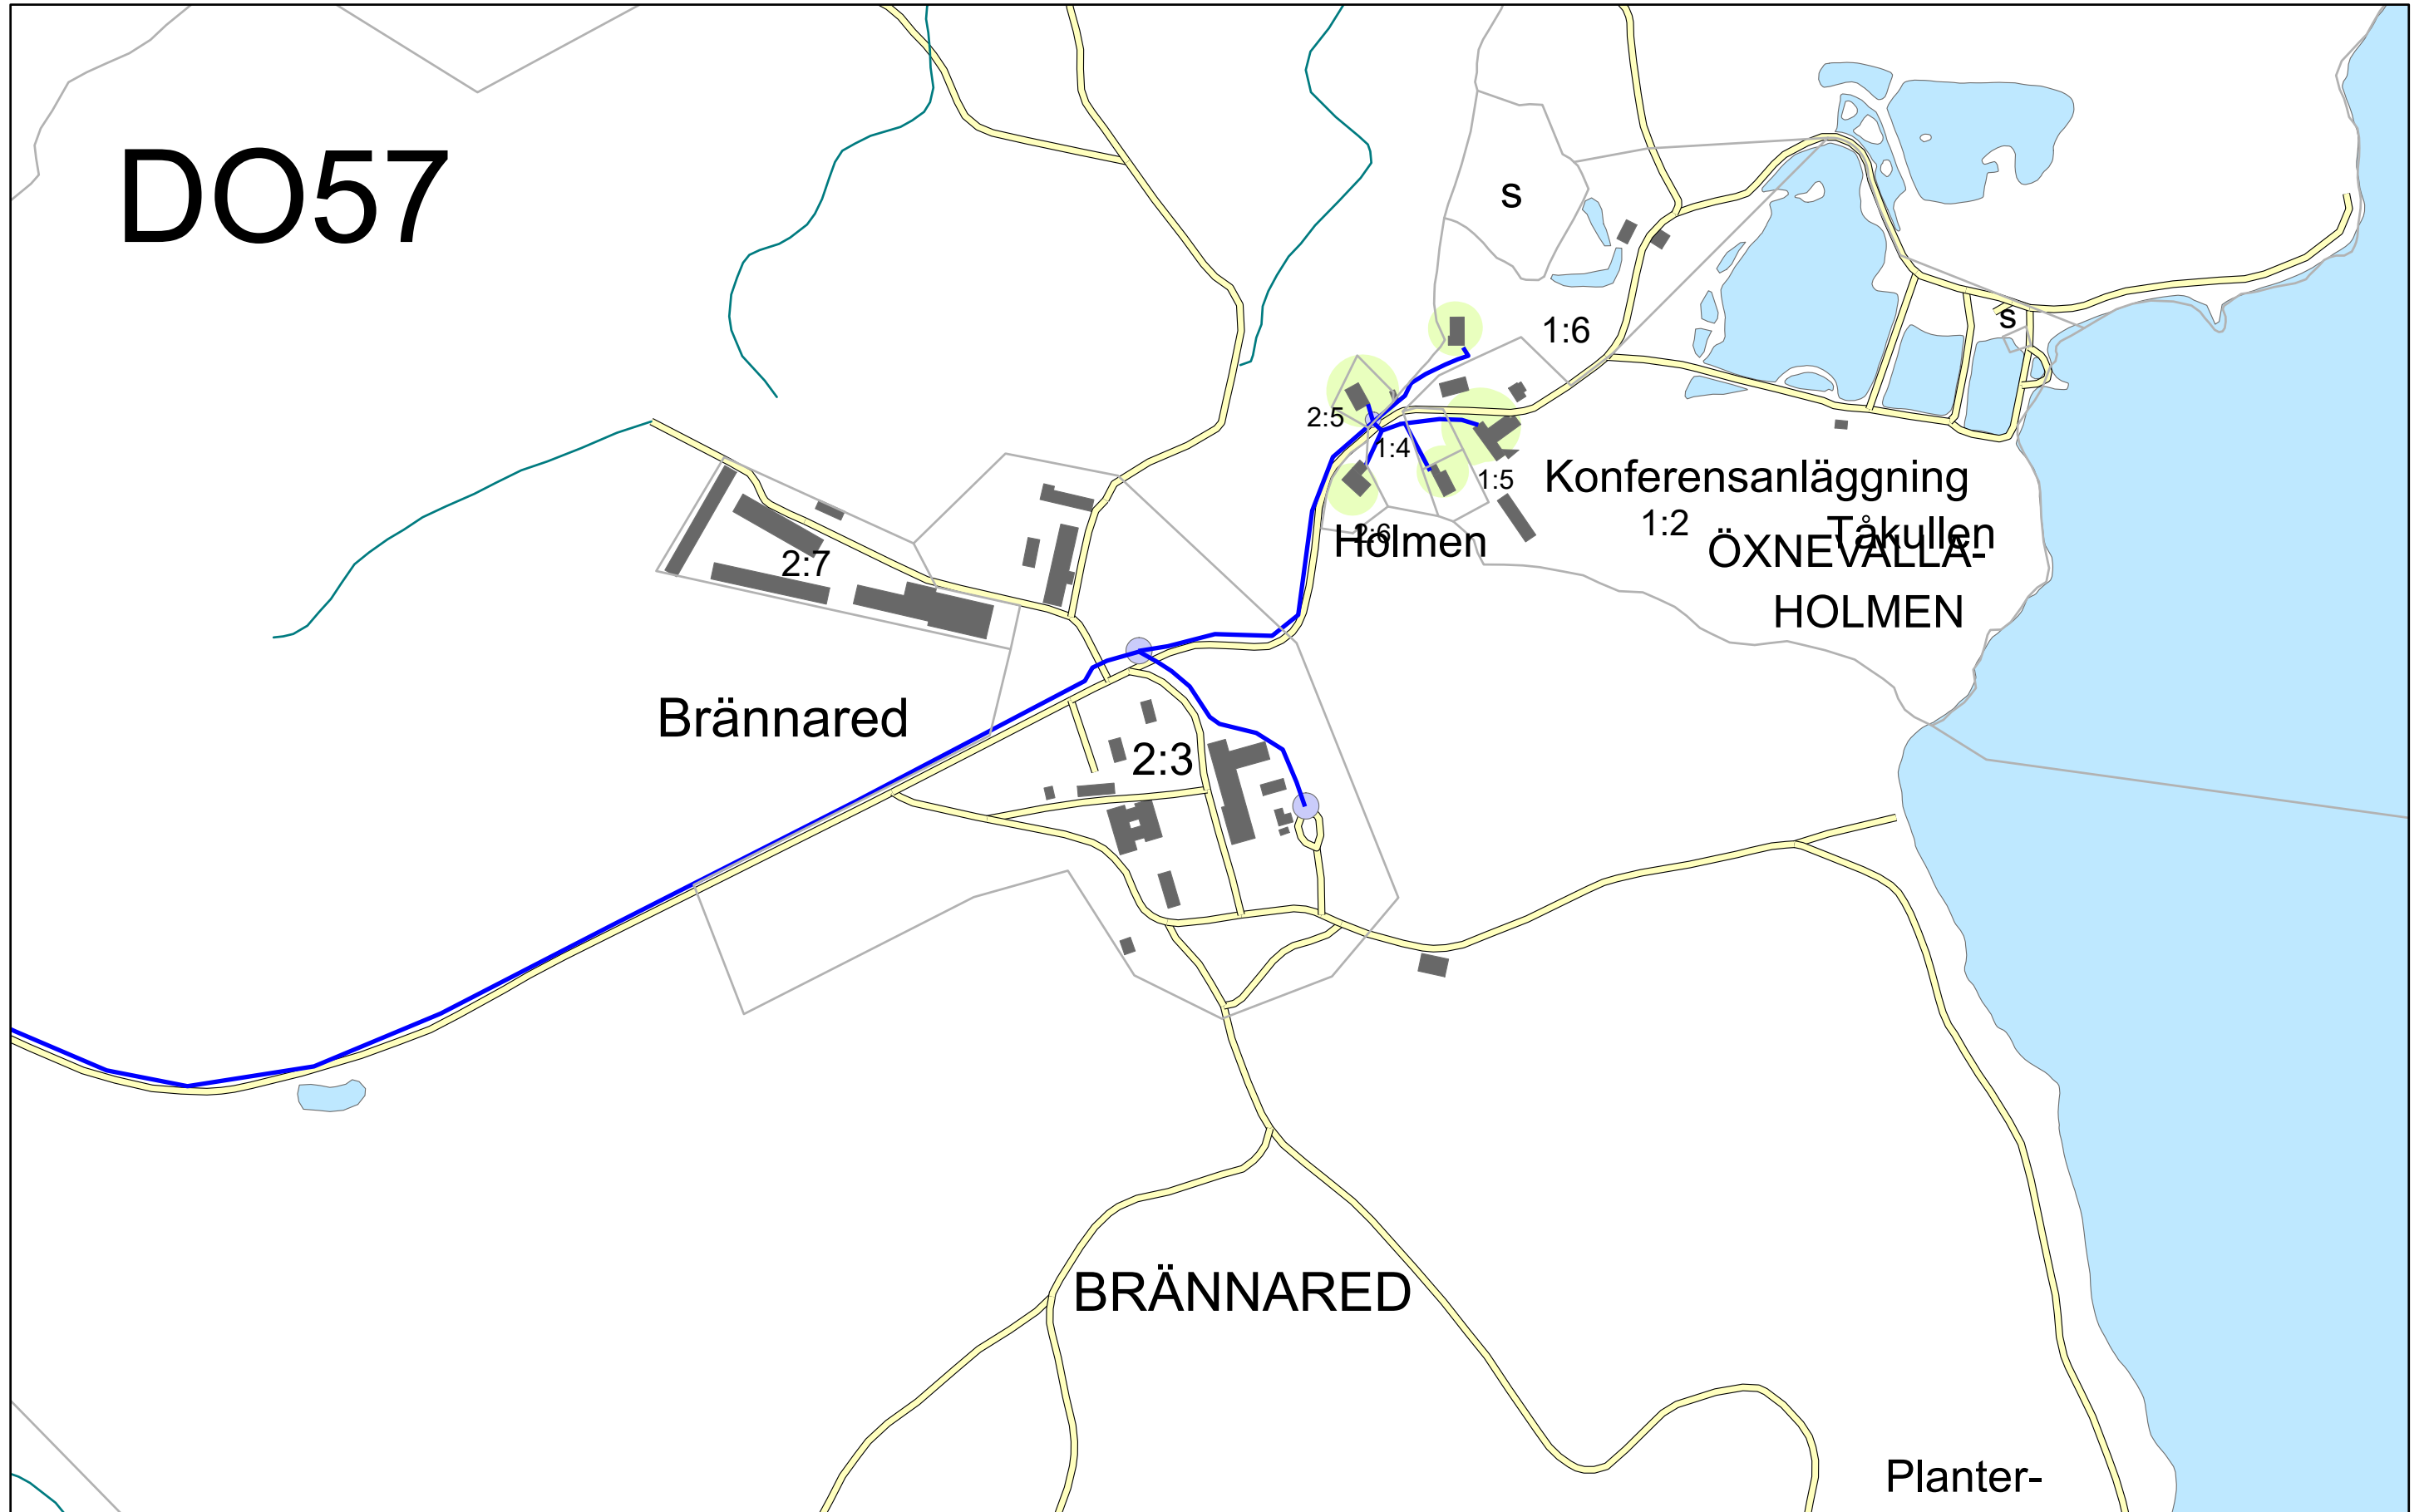 DO57
s
s
1:6
2:5
1:4
1:5
Konferensanläggning
1:2
Tåkullen
2:6
Holmen
ÖXNEVALLA-
HOLMEN
2:7
Brännared
2:3
BRÄNNARED
Planter-